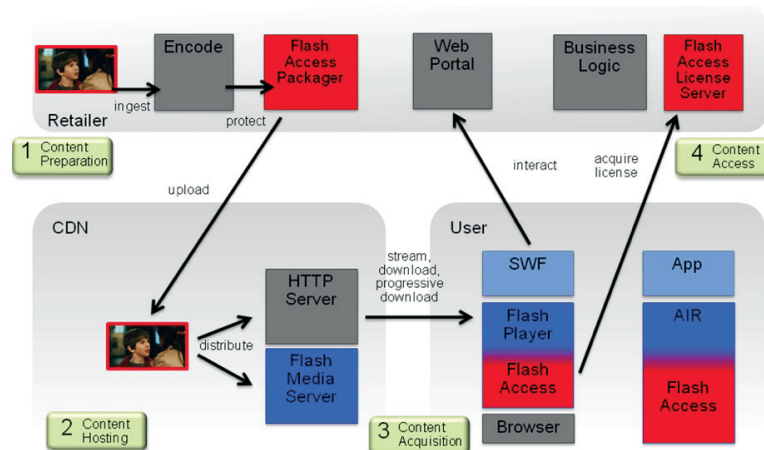 Encode
Flash
Access
Packager
Web
Portal
Business
Logic
Flash
Access
License
Server
ingest
protect
Retailer
1 Content
Preparation
upload
interact
acquire
license
4 Content
Access
CDN
HTTP
Server
distribute
Flash
Media
Server
2 Content
Hosting
stream,
download,
progressive
download
3 Content
Acquisition
User
SWF
Flash
Player
Flash
Access
Browser
App
AIR
Flash
Access